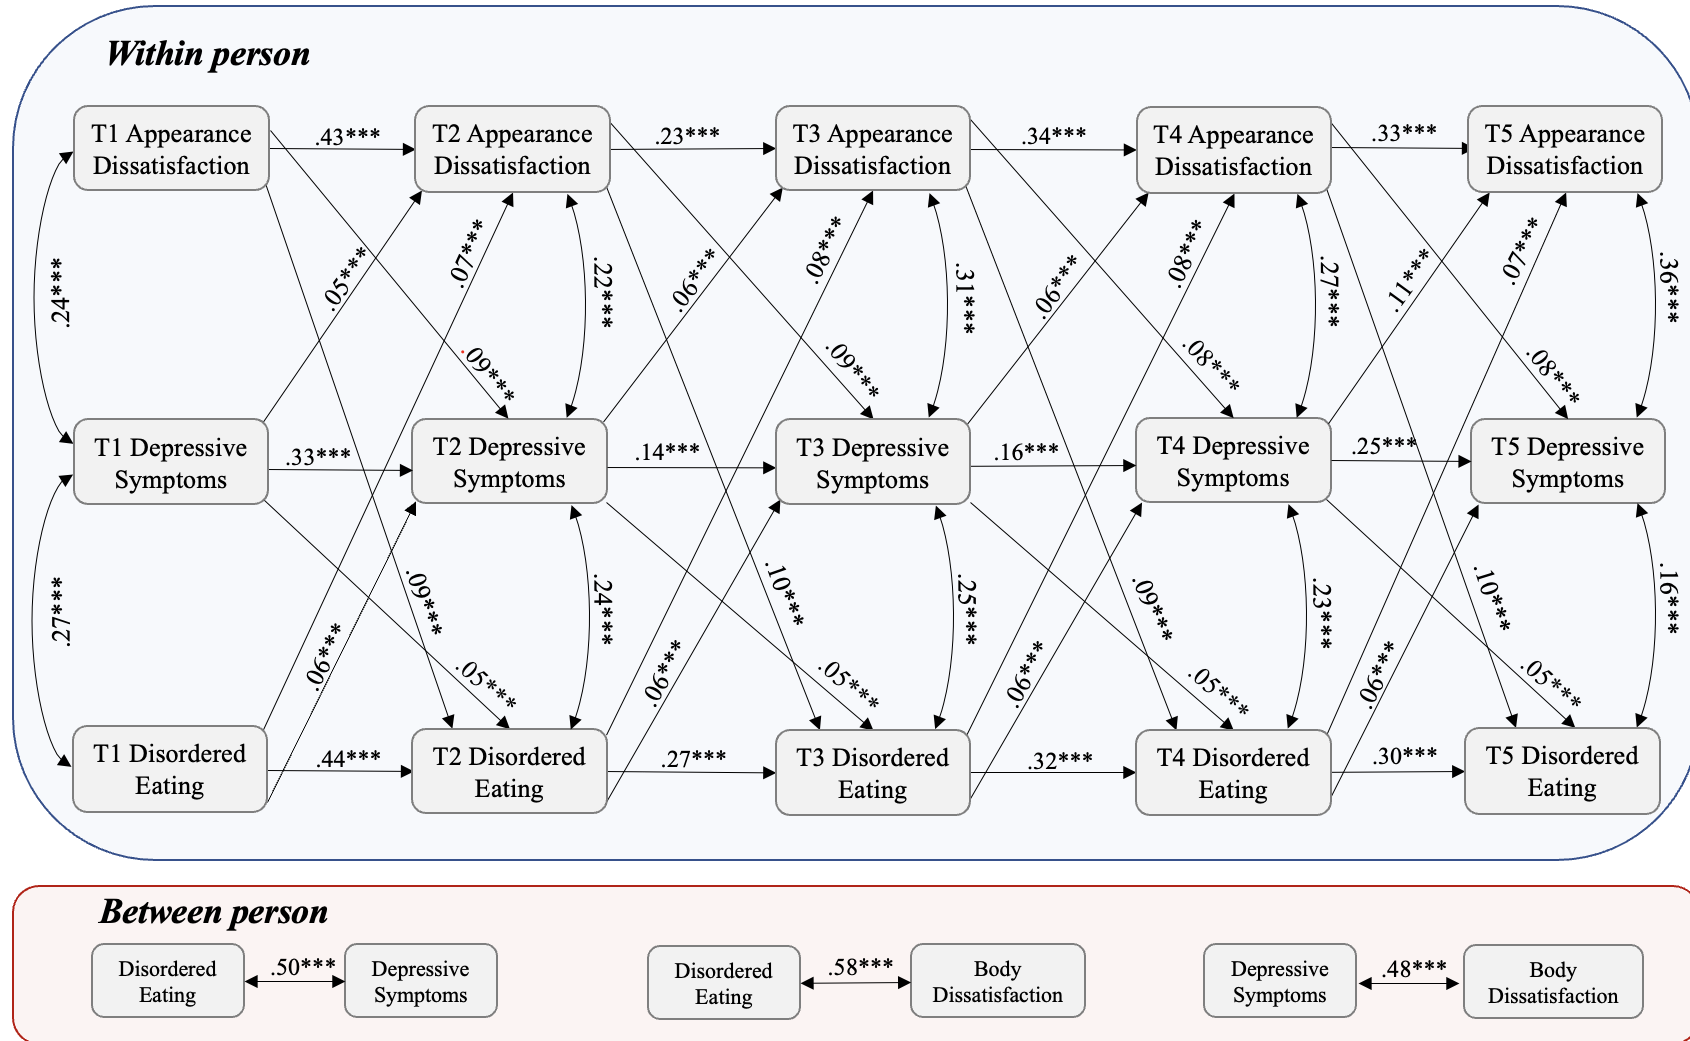 Within person
T1 Appearance
Dissatisfaction
.43***
T2 Appearance
Dissatisfaction
.23***
T3 Appearance
Dissatisfaction
.34***
T4 Appearance
Dissatisfaction
.33***
T5 Appearance
Dissatisfaction
.24***
.05***
.09***
.07***
.22***
.06***
.09***
.08***
.31***
.06***
.08***
.08***
.27***
.11***
.08***
.07***
.36***
T1 Depressive
Symptoms
.33***
T2 Depressive
Symptoms
.14***
T3 Depressive
Symptoms
.16***
T4 Depressive
Symptoms
.25***
T5 Depressive
Symptoms
.27***
.06***
.09***
.05***
.24***
.06***
.10***
.05***
.25***
.06***
.09***
.05***
.23***
.06***
.10***
.05***
.16***
T1 Disordered
Eating
.44***
T2 Disordered
Eating
.27***
T3 Disordered
Eating
.32***
T4 Disordered
Eating
.30***
T5 Disordered
Eating
Between person
Disordered
Eating
.50***
Depressive
Symptoms
Disordered
Eating
.58***
Body
Dissatisfaction
Depressive
Symptoms
.48***
Body
Dissatisfaction